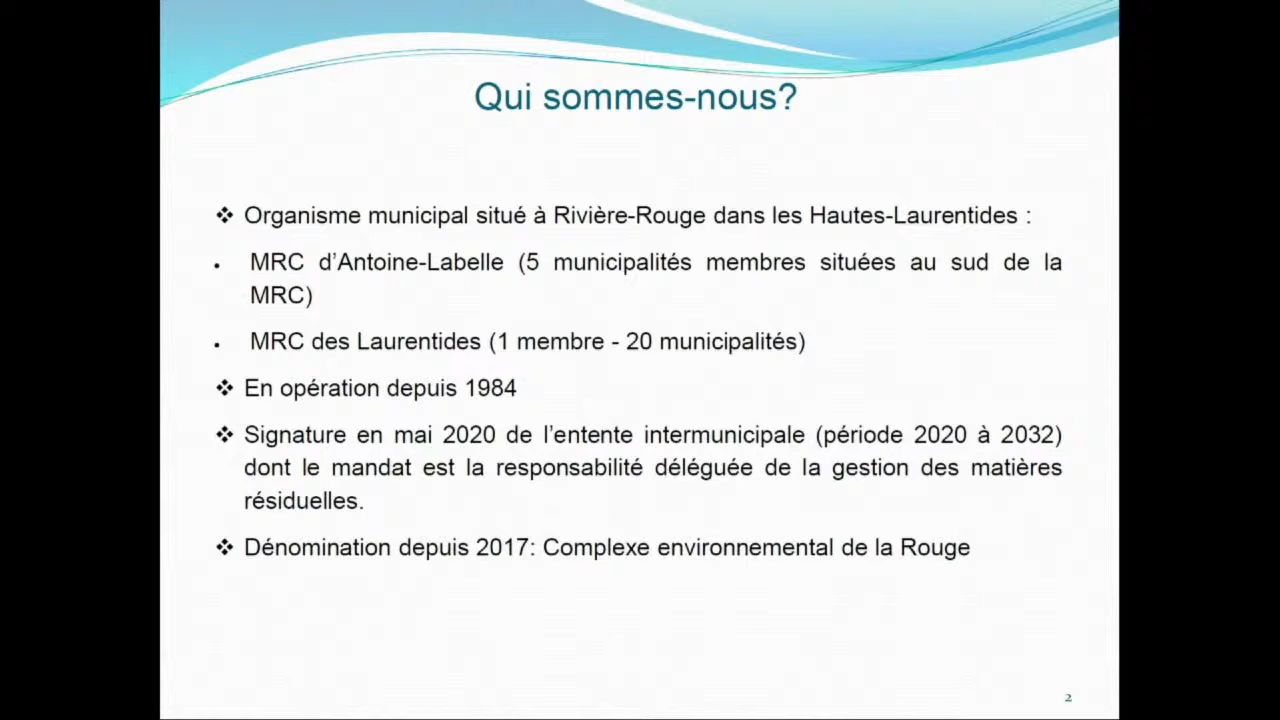 Qui sommes-nous?
❖ Organisme municipal situé à Rivière-Rouge dans les Hautes-Laurentides :
• MRC d’Antoine-Labelle (5 municipalités membres situées au sud de la
MRC)
• MRC des Laurentides (1 membre - 20 municipalités)
❖ En opération depuis 1984
❖ Signature en mai 2020 de l’entente intermunicipale (période 2020 à 2032)
dont le mandat est la responsabilité déléguée de la gestion des matières
résiduelles.
❖ Dénomination depuis 2017: Complexe environnemental de la Rouge
2